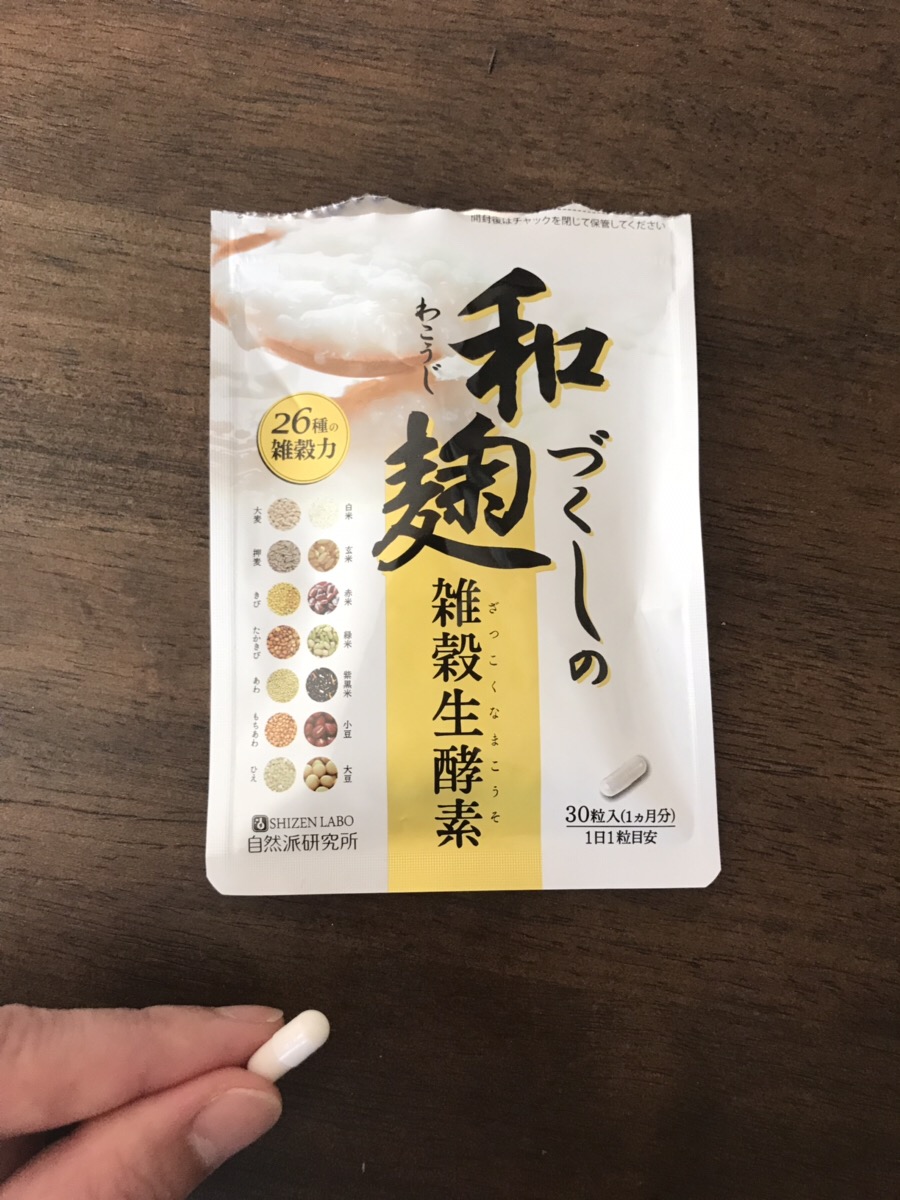 開封後はチャックを閉じて保管してください
和麹
わこうじ
づくしの
雑穀生酵素
ざっこくなまこうそ
26種の
雑穀力
大麦
白米
押麦
玄米
きび
赤米
たかきび
緑米
あわ
紫黒米
もちあわ
小豆
ひえ
大豆
SHIZEN LABO
自然派研究所
30粒入(1ヵ月分)
1日1粒目安